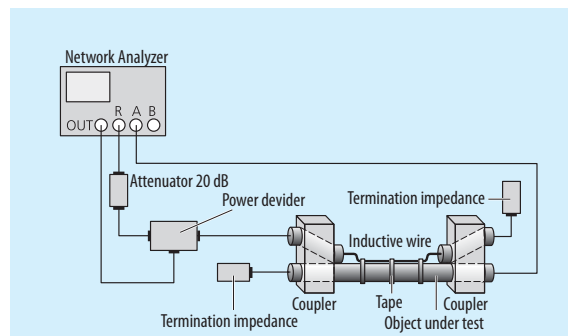 Network Analyzer
R A B
OUT
Attenuator 20 dB
Power devider
Termination impedance
Inductive wire
Coupler
Tape
Coupler
Termination impedance
Object under test